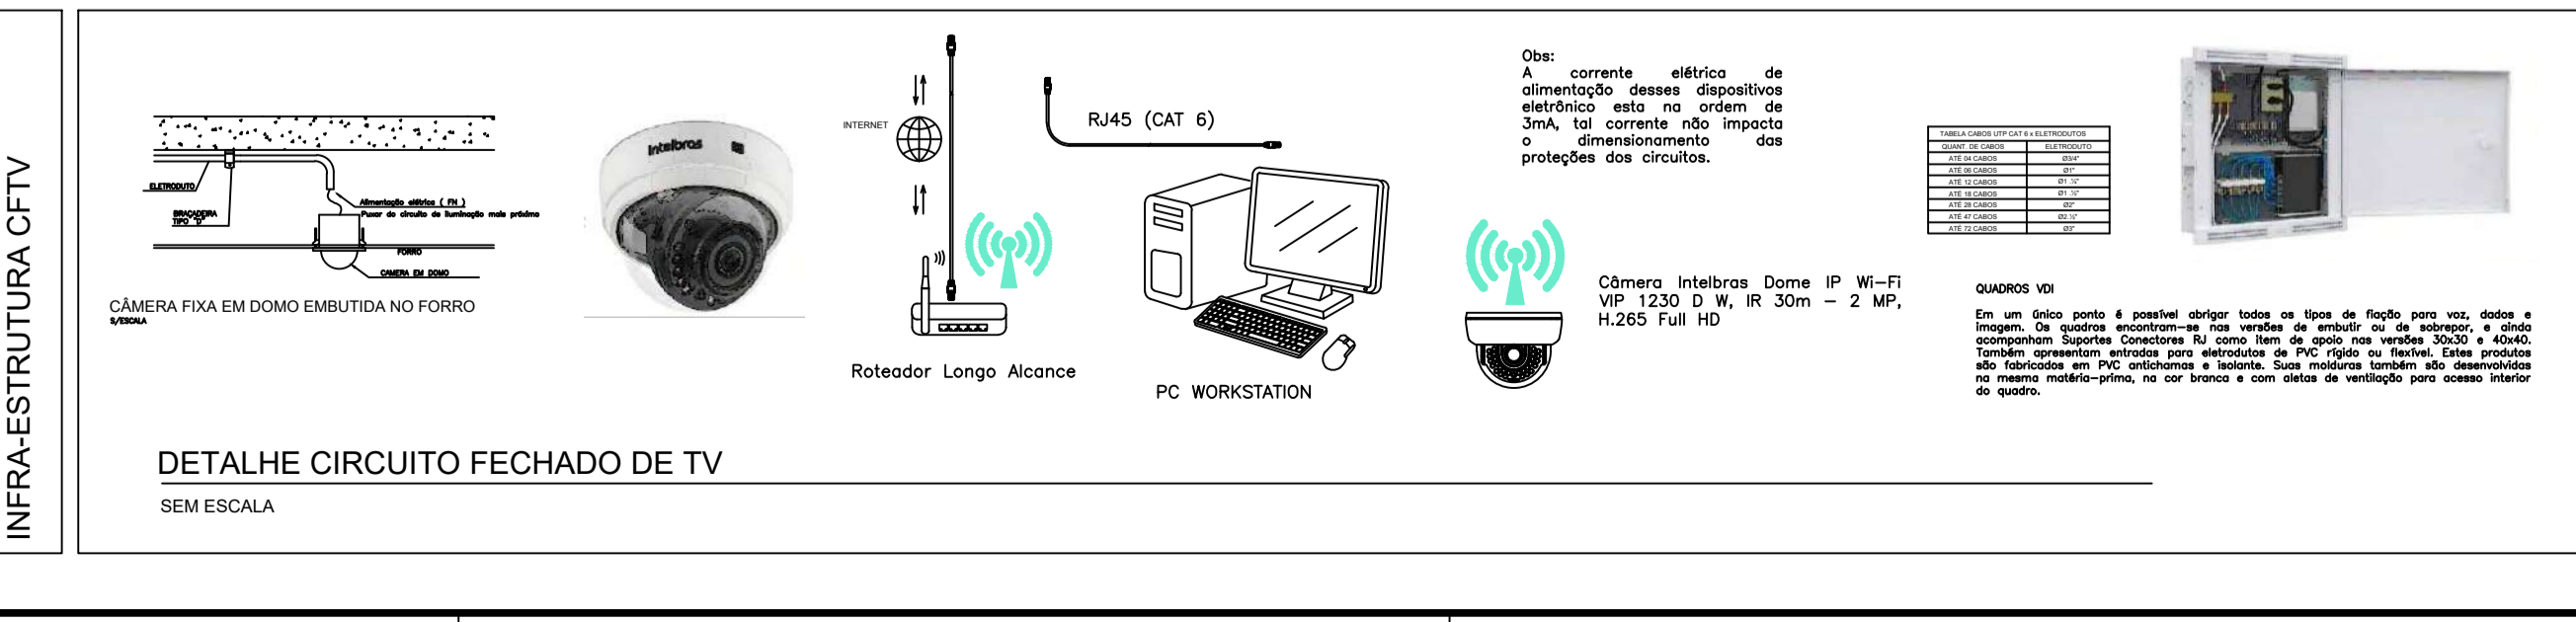 INFRA-ESTRUTURA CFTV
ELETRODUTO
BRAÇADEIRA
TIPO "D"
Alimentação elétrica ( FN )
Puxar do circuito de iluminação mais próximo
FORRO
CAMERA EM DOMO
CÂMERA FIXA EM DOMO EMBUTIDA NO FORRO
S/ESCALA
intelbras
INTERNET
Roteador Longo Alcance
RJ45 (CAT 6)
PC WORKSTATION
Obs:
A corrente elétrica de
alimentação desses dispositivos
eletrônico esta na ordem de
3mA, tal corrente não impacta
o dimensionamento das
proteções dos circuitos.
Câmera Intelbras Dome IP Wi-Fi
VIP 1230 D W, IR 30m – 2 MP,
H.265 Full HD
TABELA CABOS UTP CAT 6 x ELETRODUTOS
QUANT. DE CABOS ELETRODUTO
ATÉ 04 CABOS Ø3/4"
ATÉ 06 CABOS Ø1"
ATÉ 12 CABOS Ø1
ATÉ 18 CABOS Ø1 .½"
ATÉ 28 CABOS Ø2"
ATÉ 47 CABOS Ø2.½"
ATÉ 72 CABOS Ø3"
QUADROS VDI
Em um único ponto é possível abrigar todos os tipos de fiação para voz, dados e
imagem. Os quadros encontram-se nas versões de embutir ou de sobrepor, e ainda
acompanham Suportes Conectores RJ como item de apoio nas versões 30x30 e 40x40.
Também apresentam entradas para eletrodutos de PVC rígido ou flexível. Estes produtos
são fabricados em PVC antichamas e isolante. Suas molduras também são desenvolvidas
na mesma matéria-prima, na cor branca e com aletas de ventilação para acesso interior
do quadro.
DETALHE CIRCUITO FECHADO DE TV
SEM ESCALA